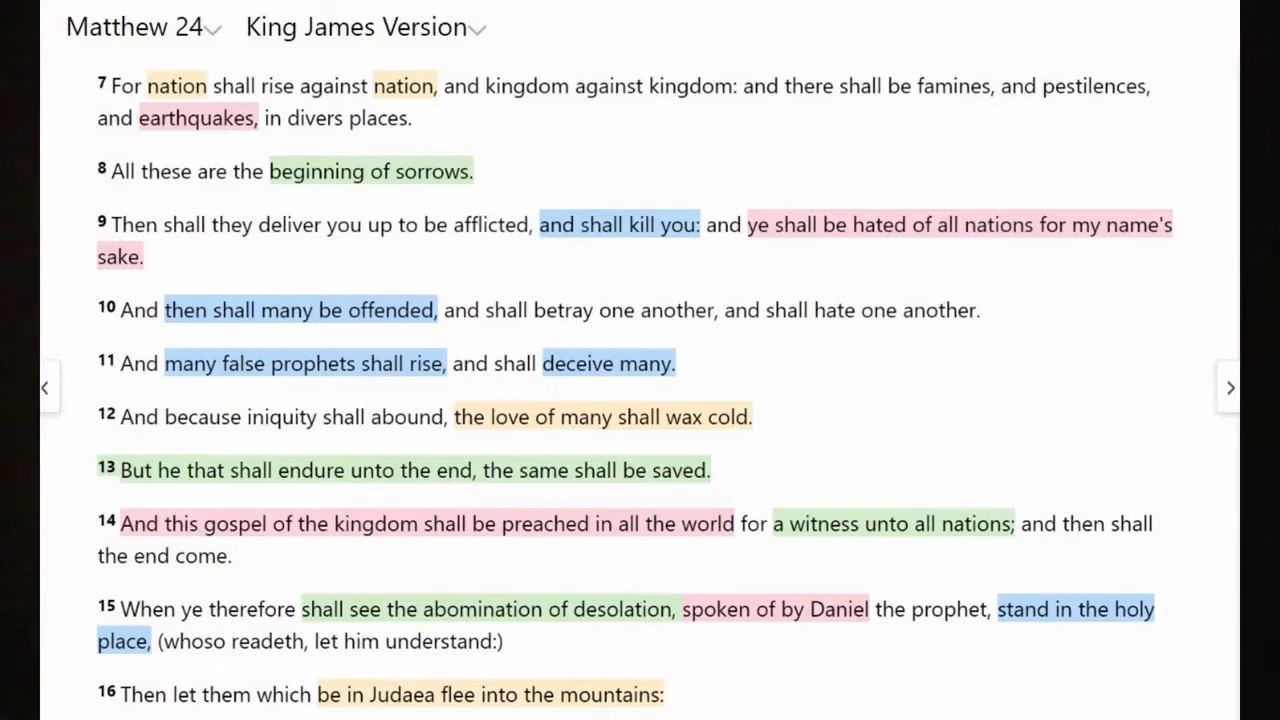 Matthew 24 King James Version
7 For nation shall rise against nation, and kingdom against kingdom: and there shall be famines, and pestilences,
and earthquakes, in divers places.
8 All these are the beginning of sorrows.
9 Then shall they deliver you up to be afflicted, and shall kill you: and ye shall be hated of all nations for my name's
sake.
10 And then shall many be offended, and shall betray one another, and shall hate one another.
11 And many false prophets shall rise, and shall deceive many.
12 And because iniquity shall abound, the love of many shall wax cold.
13 But he that shall endure unto the end, the same shall be saved.
14 And this gospel of the kingdom shall be preached in all the world for a witness unto all nations; and then shall
the end come.
15 When ye therefore shall see the abomination of desolation, spoken of by Daniel the prophet, stand in the holy
place, (whoso readeth, let him understand:)
16 Then let them which be in Judaea flee into the mountains: